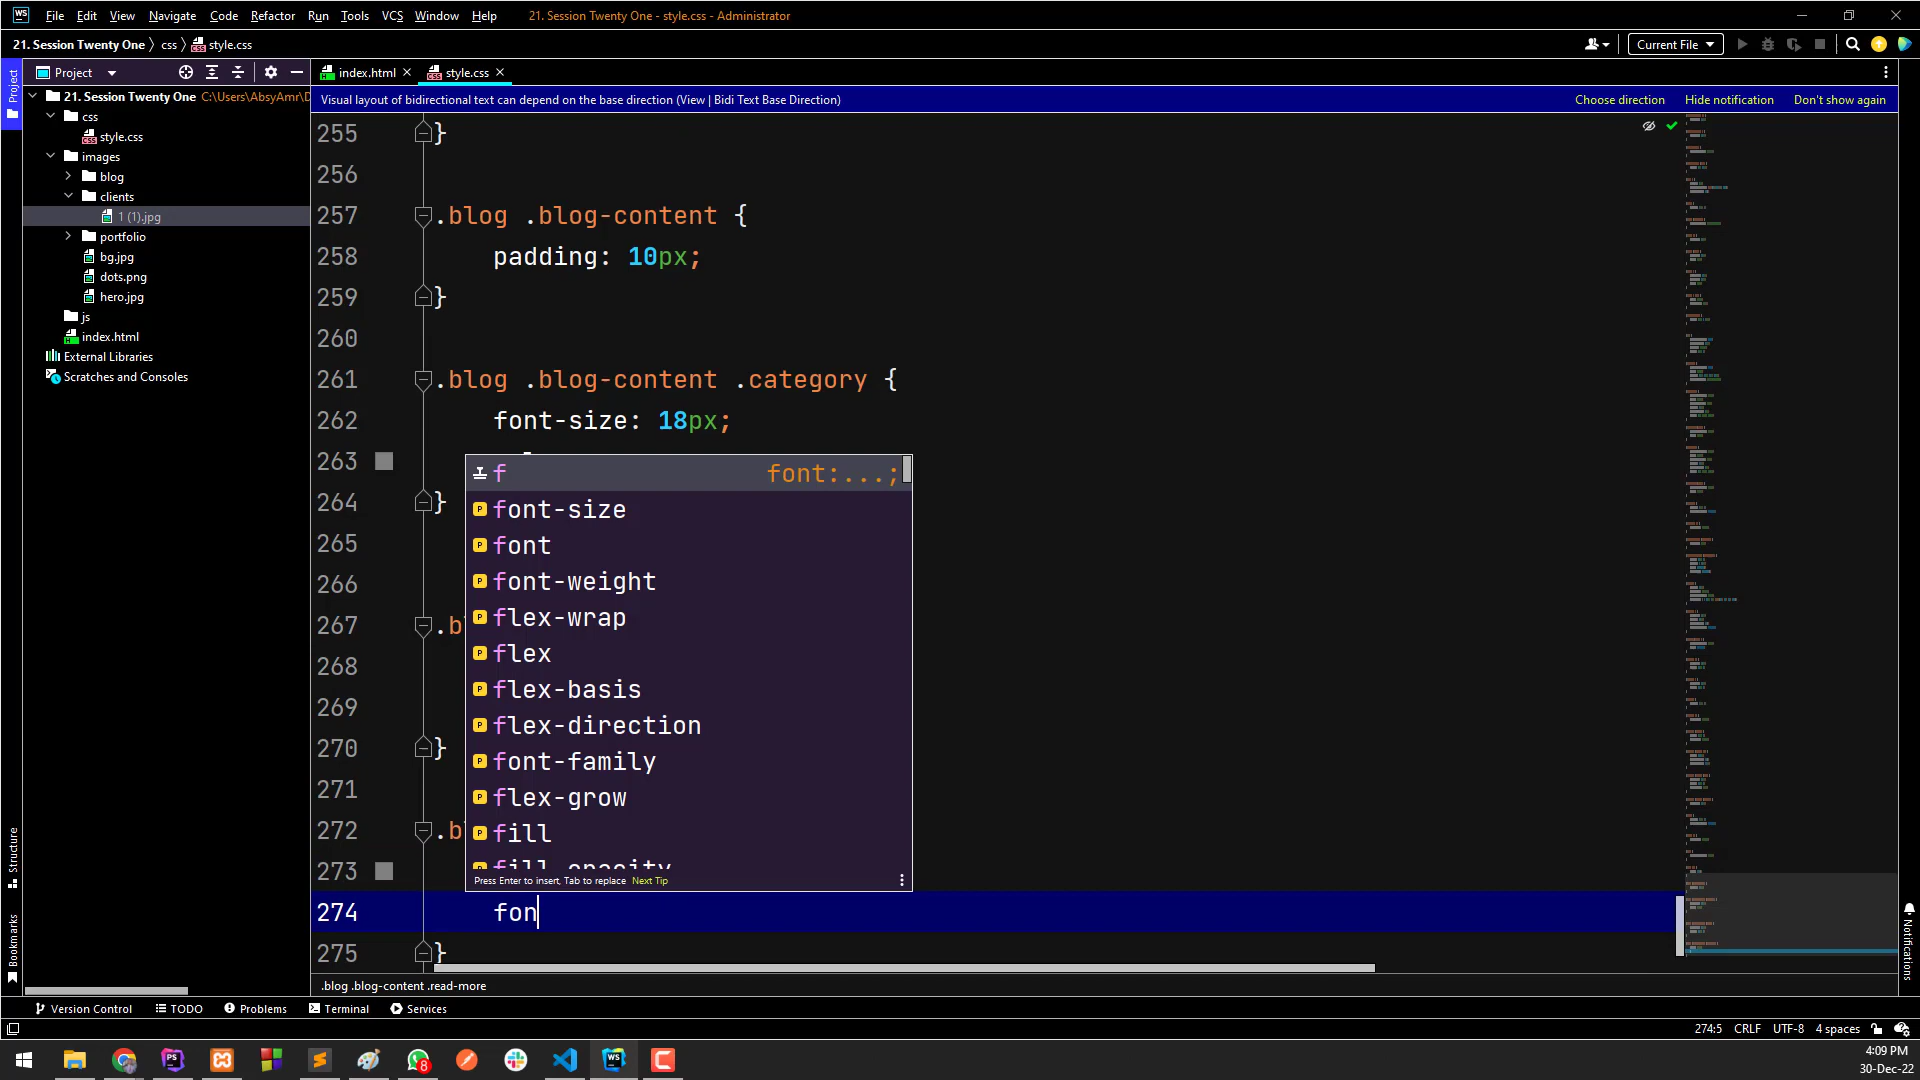 File Edit View Navigate Code Refactor Run Tools VCS Window Help 21. Session Twenty One - style.css - Administrator
21. Session Twenty One css style.css
Current File
Project
index.html
style.css
Visual layout of bidirectional text can depend on the base direction (View | Bidi Text Base Direction) Choose direction Hide notification Don't show again
Project
21. Session Twenty One C:\Users\AbsyAmr\D
css
style.css
images
blog
clients
1 (1).jpg
portfolio
bg.jpg
dots.png
hero.jpg
js
index.html
External Libraries
Scratches and Consoles
Structure
Bookmarks
255 }
256
257 .blog .blog-content {
258 padding: 10px;
259 }
260
261 .blog .blog-content .category {
262 font-size: 18px;
263
264 }
265
266
267 .b
268
269
270 }
271
272 .b
273
274 fon
275 }
f font:...;
font-size
font
font-weight
flex-wrap
flex
flex-basis
flex-direction
font-family
flex-grow
fill
fill-opacity
Press Enter to insert, Tab to replace Next Tip
Notifications
.blog .blog-content .read-more
Version Control TODO Problems Terminal Services
274:5 CRLF UTF-8 4 spaces
PS
8
WS
4:09 PM
30-Dec-22